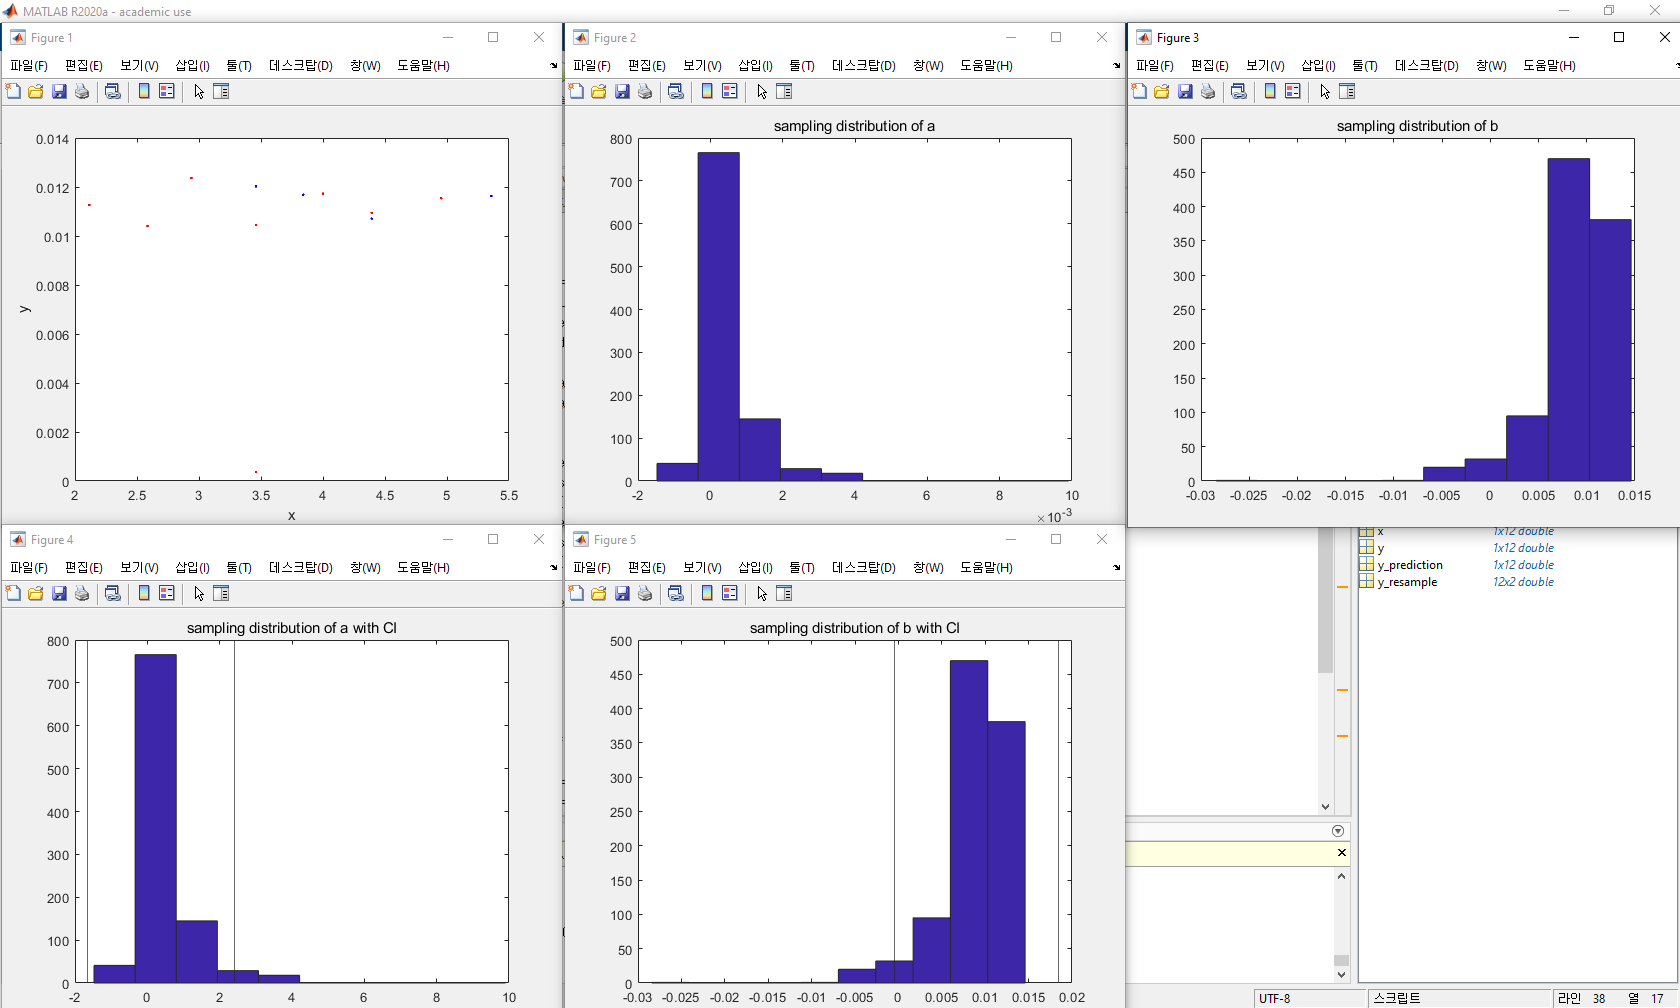 MATLAB R2020a - academic use
Figure 1
파일(F) 편집(E) 보기(V) 삽입(I) 툴(T) 데스크탑(D) 창(W) 도움말(H)
0.014
0.012
0.01
0.008
0.006
0.004
0.002
0
y
2 2.5 3 3.5 4 4.5 5 5.5
x
Figure 2
파일(F) 편집(E) 보기(V) 삽입(I) 툴(T) 데스크탑(D) 창(W) 도움말(H)
sampling distribution of a
800
700
600
500
400
300
200
100
0
-2 0 2 4 6 8 10
×10-3
Figure 3
파일(F) 편집(E) 보기(V) 삽입(I) 툴(T) 데스크탑(D) 창(W) 도움말(H)
sampling distribution of b
500
450
400
350
300
250
200
150
100
50
0
-0.03 -0.025 -0.02 -0.015 -0.01 -0.005 0 0.005 0.01 0.015
Figure 4
파일(F) 편집(E) 보기(V) 삽입(I) 툴(T) 데스크탑(D) 창(W) 도움말(H)
sampling distribution of a with CI
800
700
600
500
400
300
200
100
0
-2 0 2 4 6 8 10
Figure 5
파일(F) 편집(E) 보기(V) 삽입(I) 툴(T) 데스크탑(D) 창(W) 도움말(H)
sampling distribution of b with CI
500
450
400
350
300
250
200
150
100
50
0
-0.03 -0.025 -0.02 -0.015 -0.01 -0.005 0 0.005 0.01 0.015 0.02
x 1x12 double
y 1x12 double
y_prediction 1x12 double
y_resample 12x2 double
UTF-8 스크립트 라인 38 열 17